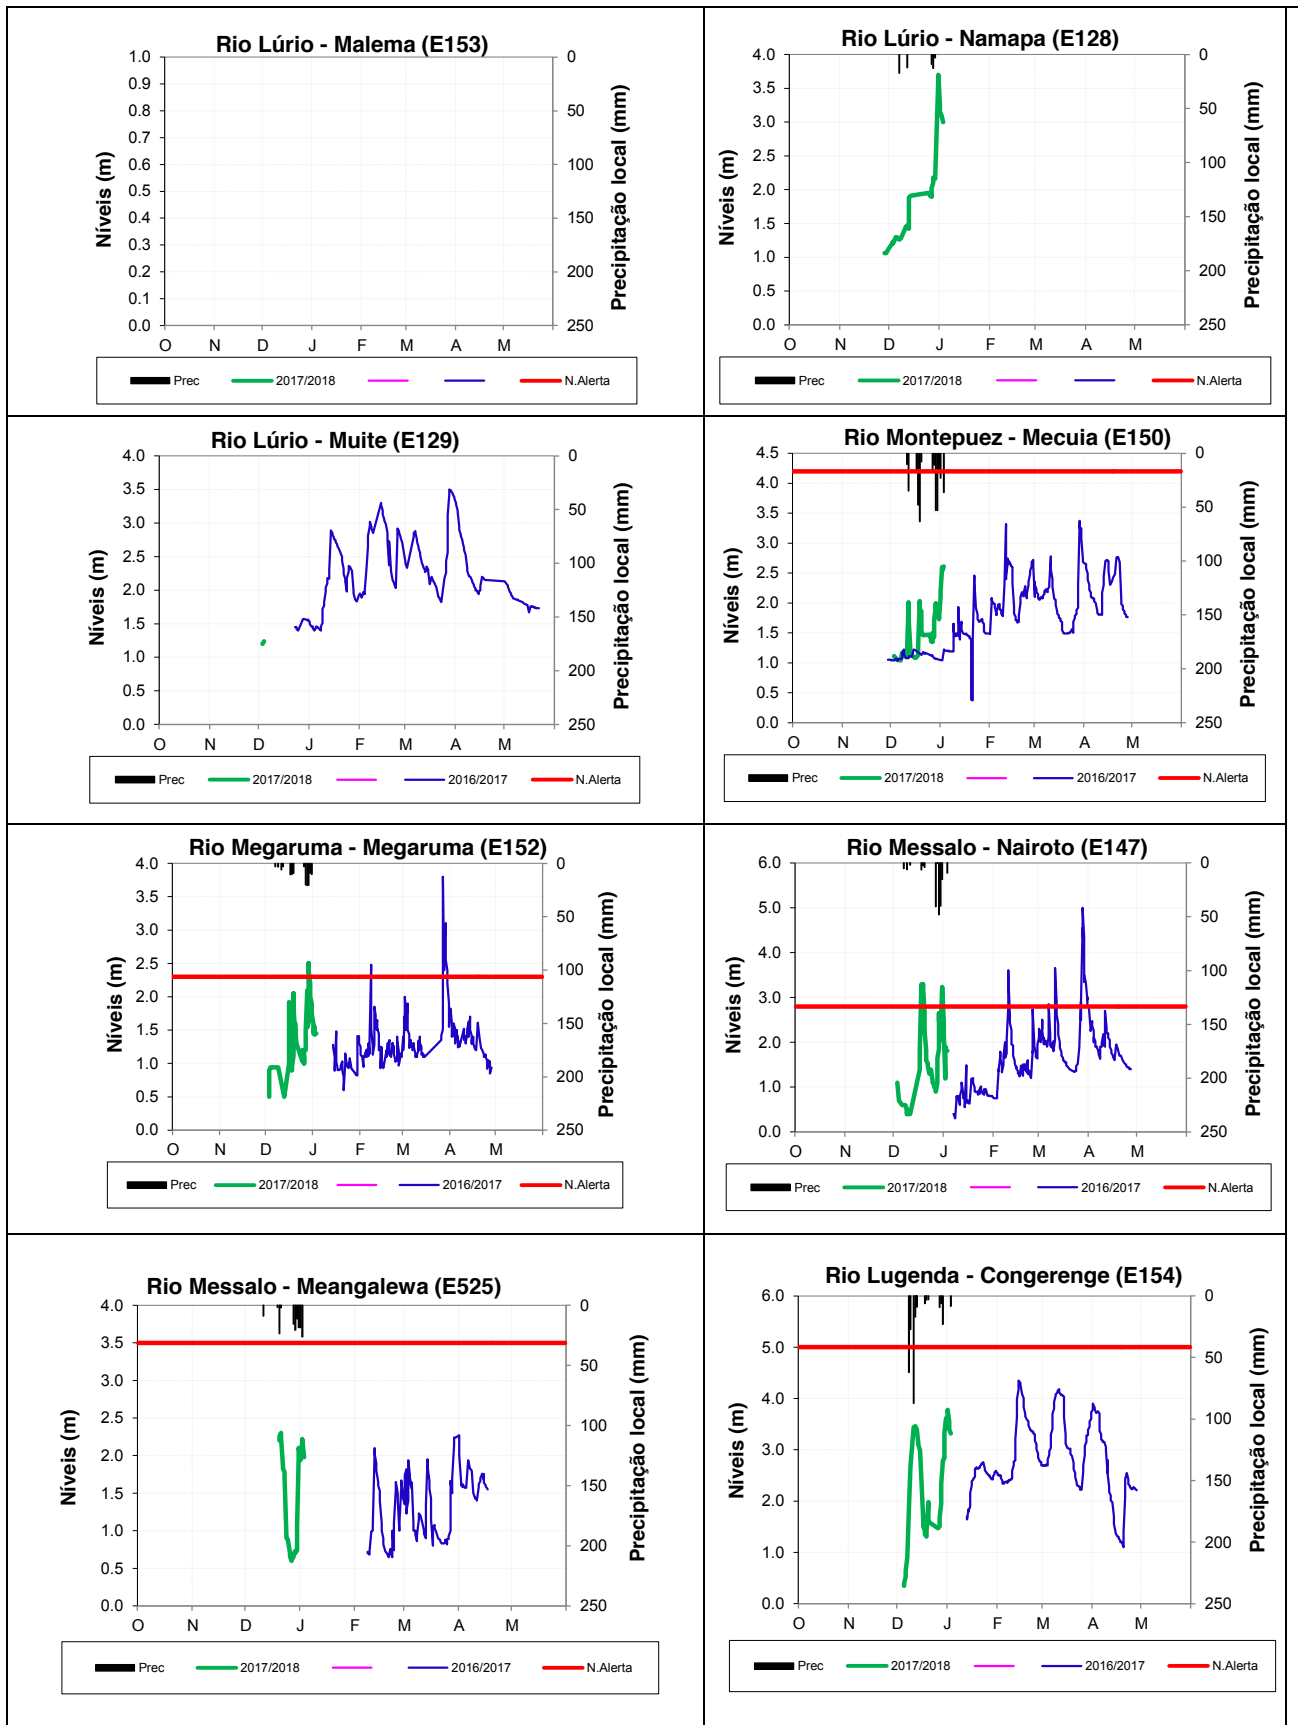 Rio Lúrio - Malema (E153)
1.0
0.9
0.8
0.7
0.6
0.5
0.4
0.3
0.2
0.1
0.0
Níveis (m)
0
50
100
150
200
250
Precipitação local (mm)
O N D J F M A M
Prec 2017/2018 N.Alerta
Rio Lúrio - Namapa (E128)
4.0
3.5
3.0
2.5
2.0
1.5
1.0
0.5
0.0
Níveis (m)
0
50
100
150
200
250
Precipitação local (mm)
O N D J F M A M
Prec 2017/2018 N.Alerta
Rio Lúrio - Muite (E129)
4.0
3.5
3.0
2.5
2.0
1.5
1.0
0.5
0.0
Níveis (m)
0
50
100
150
200
250
Precipitação local (mm)
O N D J F M A M
Prec 2017/2018 2016/2017 N.Alerta
Rio Montepuez - Mecuia (E150)
4.5
4.0
3.5
3.0
2.5
2.0
1.5
1.0
0.5
0.0
Níveis (m)
0
50
100
150
200
250
Precipitação local (mm)
O N D J F M A M
Prec 2017/2018 2016/2017 N.Alerta
Rio Megaruma - Megaruma (E152)
4.0
3.5
3.0
2.5
2.0
1.5
1.0
0.5
0.0
Níveis (m)
0
50
100
150
200
250
Precipitação local (mm)
O N D J F M A M
Prec 2017/2018 2016/2017 N.Alerta
Rio Messalo - Nairoto (E147)
6.0
5.0
4.0
3.0
2.0
1.0
0.0
Níveis (m)
0
50
100
150
200
250
Precipitação local (mm)
O N D J F M A M
Prec 2017/2018 2016/2017 N.Alerta
Rio Messalo - Meangalewa (E525)
4.0
3.5
3.0
2.5
2.0
1.5
1.0
0.5
0.0
Níveis (m)
0
50
100
150
200
250
Precipitação local (mm)
O N D J F M A M
Prec 2017/2018 2016/2017 N.Alerta
Rio Lugenda - Congerenge (E154)
6.0
5.0
4.0
3.0
2.0
1.0
0.0
Níveis (m)
0
50
100
150
200
250
Precipitação local (mm)
O N D J F M A M
Prec 2017/2018 2016/2017 N.Alerta